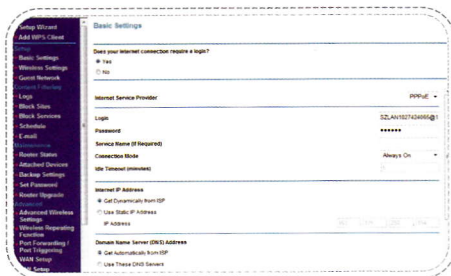 Setup Wizard
Add WPS Client
Setup
Basic Settings
Wireless Settings
Guest Network
Content Filtering
Logs
Block Sites
Block Services
Schedule
E-mail
Maintenance
Router Status
Attached Devices
Backup Settings
Set Password
Router Upgrade
Advanced
Advanced Wireless
Settings
Wireless Repeating
Function
Port Forwarding /
Port Triggering
WAN Setup
Setup
Basic Settings
Does your internet connection require a login?
Yes
No
Internet Service Provider
PPPoE
Login
Password
••••••
Service Name (If Required)
Connection Mode
Always On
Idle Timeout (minutes)
Internet IP Address
Get Dynamically from ISP
Use Static IP Address
IP Address
Domain Name Server (DNS) Address
Get Automatically from ISP
Use These DNS Servers